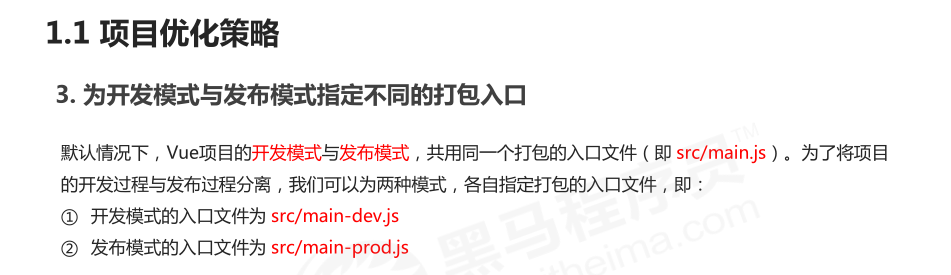 1.1 项目优化策略
3. 为开发模式与发布模式指定不同的打包入口
默认情况下，Vue项目的开发模式与发布模式，共用同一个打包的入口文件（即 src/main.js）。为了将项目
的开发过程与发布过程分离，我们可以为两种模式，各自指定打包的入口文件，即：
① 开发模式的入口文件为 src/main-dev.js
② 发布模式的入口文件为 src/main-prod.js
黑马程序员™
itheima.com